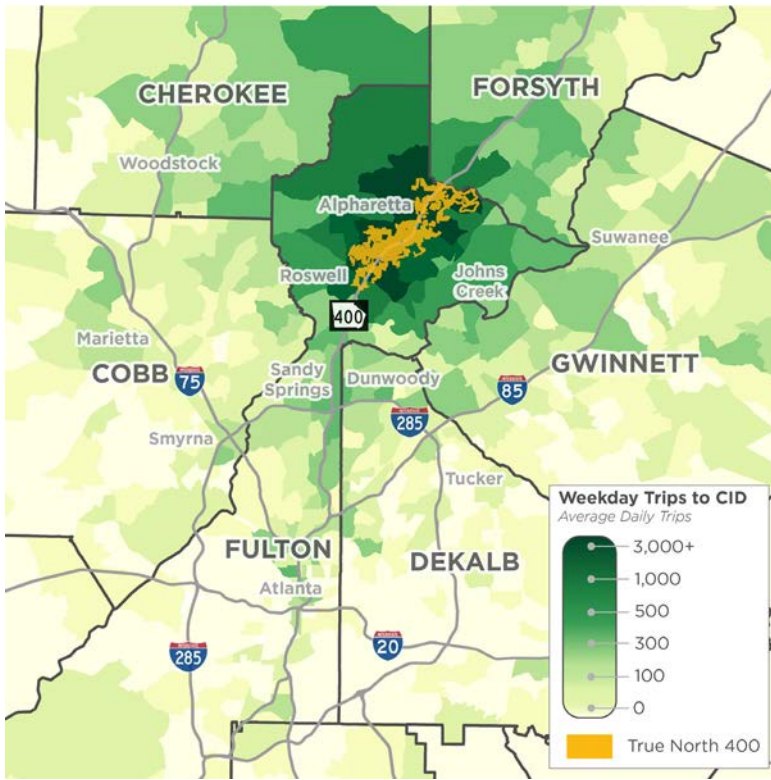 CHEROKEE
FORSYTH
Woodstock
Alpharetta
Suwanee
Roswell
Johns
Creek
400
Marietta
COBB
75
Sandy
Springs
Dunwoody
GWINNETT
85
285
Smyrna
Tucker
FULTON
DEKALB
Atlanta
285
20
Weekday Trips to CID
Average Daily Trips
3,000+
1,000
500
300
100
0
True North 400